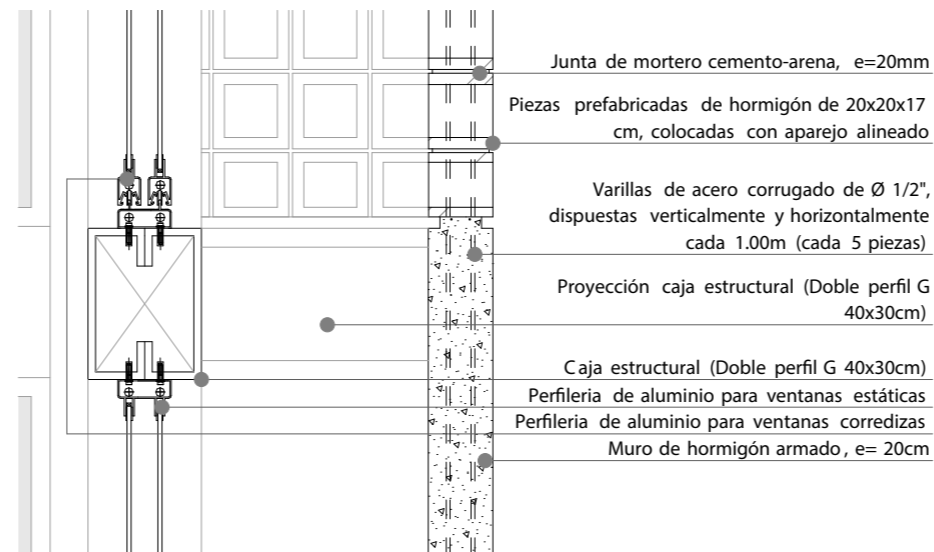 Junta de mortero cemento-arena, e=20mm
Piezas prefabricadas de hormigón de 20x20x17
cm, colocadas con aparejo alineado
Varillas de acero corrugado de Ø 1/2",
dispuestas verticalmente y horizontalmente
cada 1.00m (cada 5 piezas)
Proyección caja estructural (Doble perfil G
40x30cm)
Caja estructural (Doble perfil G 40x30cm)
Perfileria de aluminio para ventanas estáticas
Perfileria de aluminio para ventanas corredizas
Muro de hormigón armado, e= 20cm